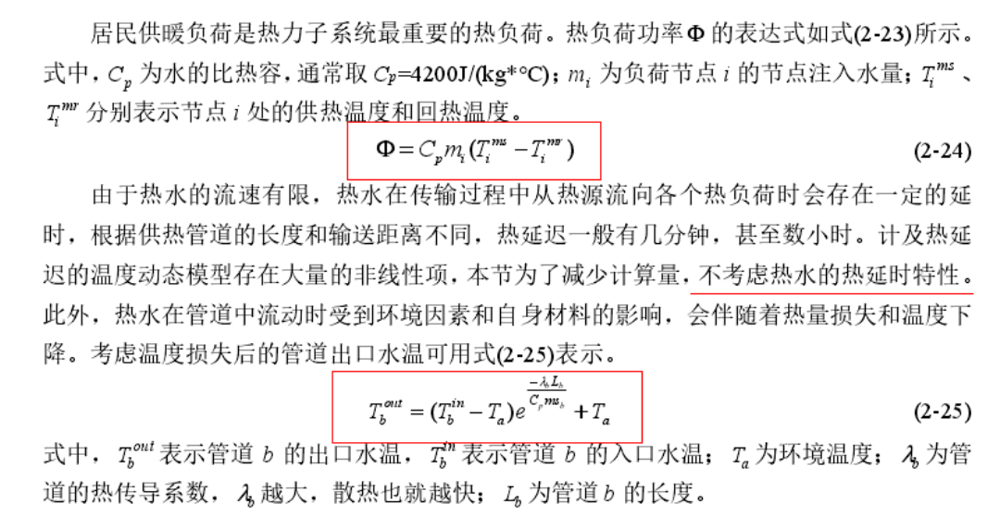 居民供暖负荷是热力子系统最重要的热负荷。热负荷功率Φ的表达式如式(2-23)所示。
式中，C_p 为水的比热容，通常取 Cp=4200J/(kg*°C)；m_i 为负荷节点 i 的节点注入水量；T_i^{ms}、
T_i^{mr} 分别表示节点 i 处的供热温度和回热温度。
Φ = C_p m_i (T_i^{ms} − T_i^{mr}) (2-24)
由于热水的流速有限，热水在传输过程中从热源流向各个热负荷时会存在一定的延
时，根据供热管道的长度和输送距离不同，热延迟一般有几分钟，甚至数小时。计及热延
迟的温度动态模型存在大量的非线性项，本节为了减少计算量，不考虑热水的热延时特性。
此外，热水在管道中流动时受到环境因素和自身材料的影响，会伴随着热量损失和温度下
降。考虑温度损失后的管道出口水温可用式(2-25)表示。
T_b^{out} = (T_b^{in} − T_a)e^{\frac{-λ_b L_b}{C_p ms_b}} + T_a (2-25)
式中，T_b^{out} 表示管道 b 的出口水温，T_b^{in} 表示管道 b 的入口水温；T_a 为环境温度；λ_b 为管
道的热传导系数，λ_b 越大，散热也就越快；L_b 为管道 b 的长度。